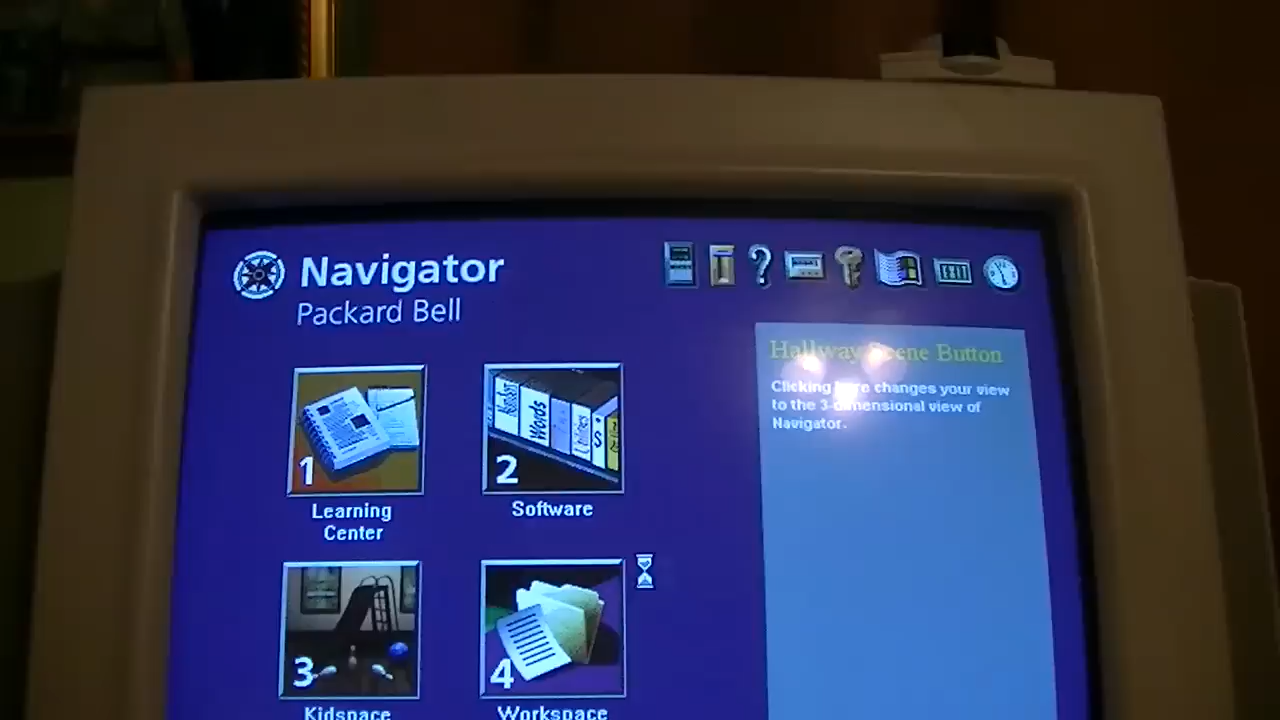 Navigator
Packard Bell
EXIT
Hallway Scene Button
Clicking here changes your view
to the 3-dimensional view of
Navigator.
1
Learning
Center
Words
2
Software
3
Kidspace
4
Workspace